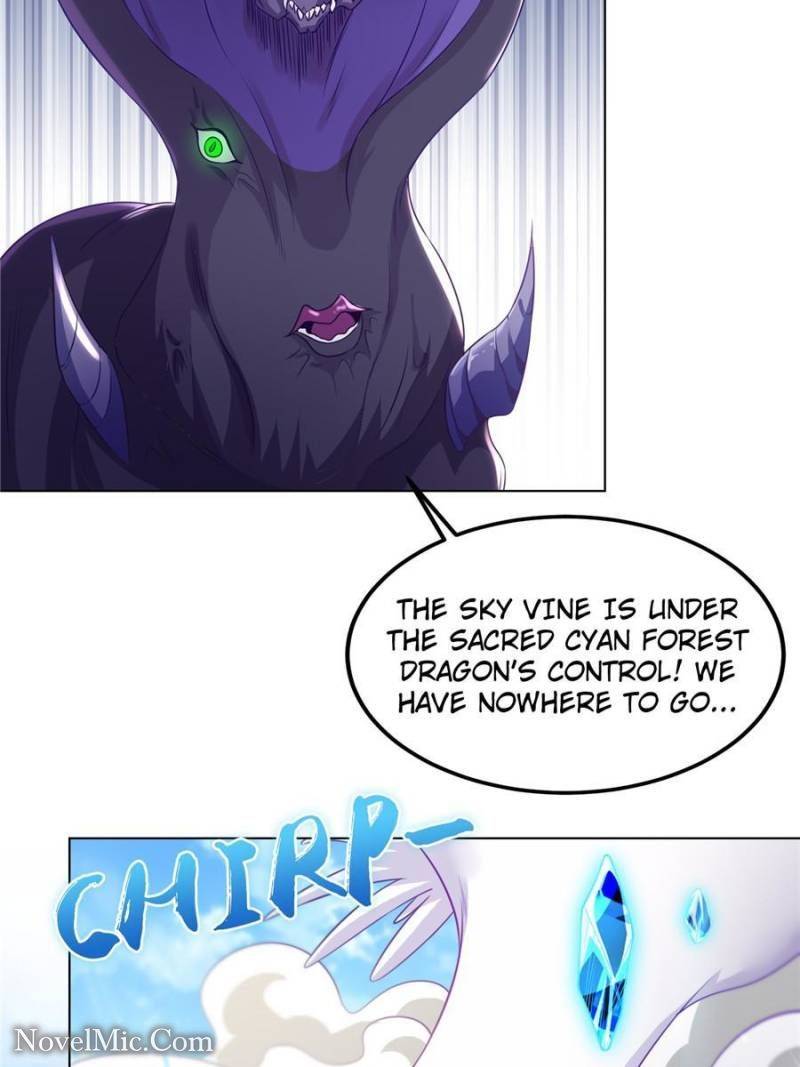 THE SKY VINE IS UNDER
THE SACRED CYAN FOREST
DRAGON'S CONTROL! WE
HAVE NOWHERE TO GO...
CHIRP-
NovelMic.Com